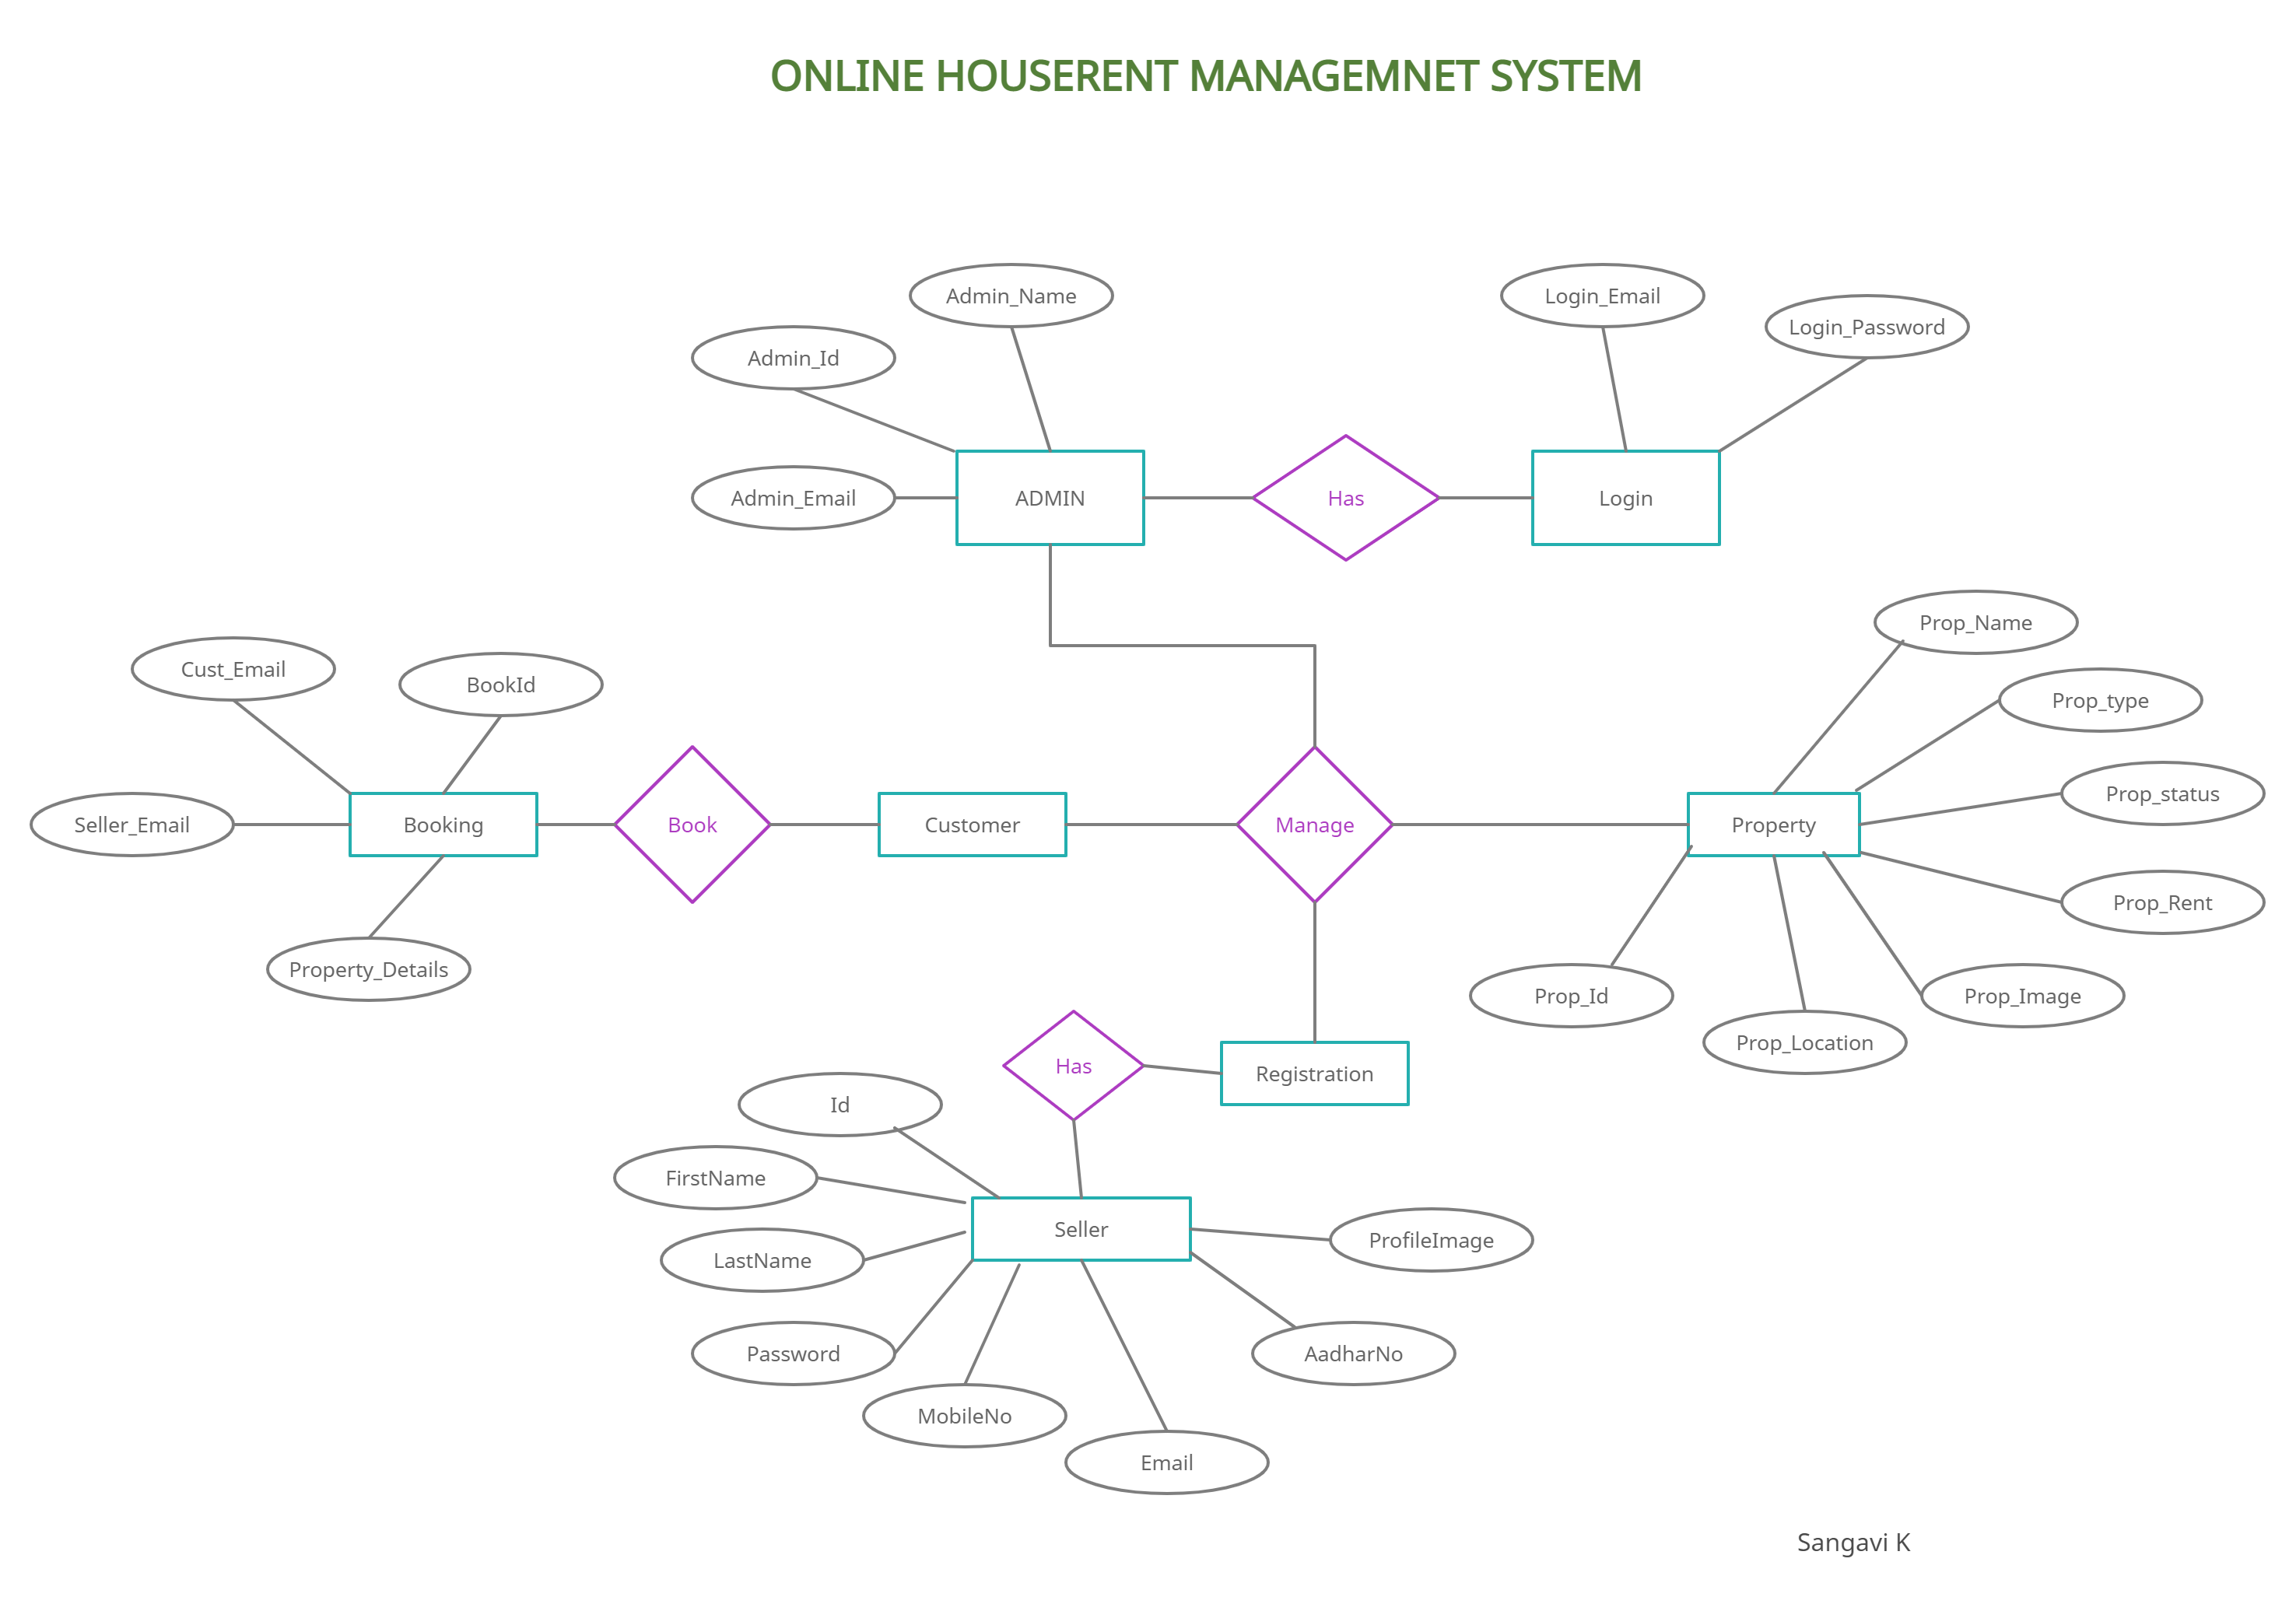 ONLINE HOUSERENT MANAGEMNET SYSTEM
Admin_Name
Login_Email
Login_Password
Admin_Id
Admin_Email
ADMIN
Has
Login
Prop_Name
Cust_Email
BookId
Prop_type
Prop_status
Seller_Email
Booking
Book
Customer
Manage
Property
Prop_Rent
Property_Details
Prop_Id
Prop_Image
Prop_Location
Has
Registration
Id
FirstName
Seller
ProfileImage
LastName
Password
AadharNo
MobileNo
Email
Sangavi K